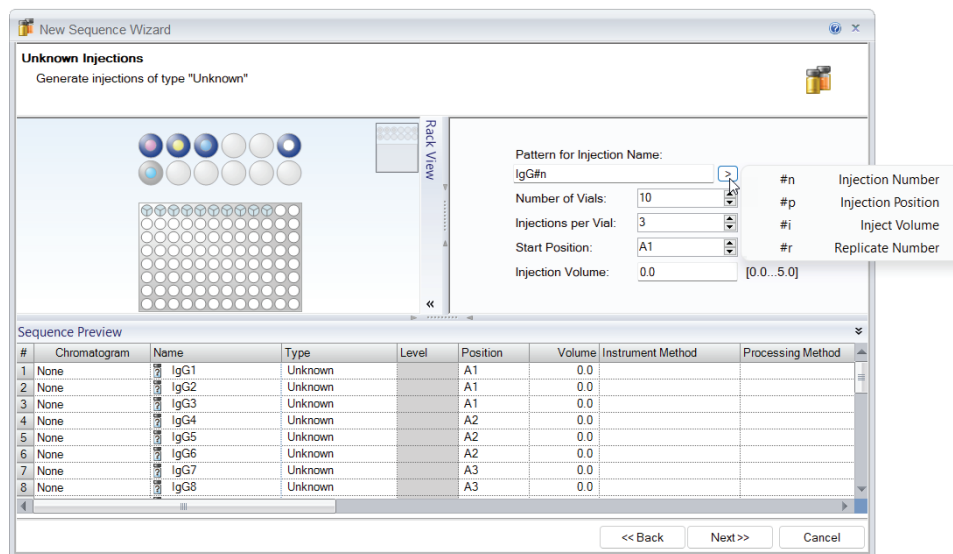 New Sequence Wizard
Unknown Injections
Generate injections of type "Unknown"
Rack View
Pattern for Injection Name:
IgG#n >
Number of Vials: 10
Injections per Vial: 3
Start Position: A1
Injection Volume: 0.0 [0.0...5.0]
#n Injection Number
#p Injection Position
#i Inject Volume
#r Replicate Number
«
Sequence Preview
# Chromatogram Name Type Level Position Volume Instrument Method Processing Method
1 None IgG1 Unknown A1 0.0
2 None IgG2 Unknown A1 0.0
3 None IgG3 Unknown A1 0.0
4 None IgG4 Unknown A2 0.0
5 None IgG5 Unknown A2 0.0
6 None IgG6 Unknown A2 0.0
7 None IgG7 Unknown A3 0.0
8 None IgG8 Unknown A3 0.0
<< Back Next >> Cancel